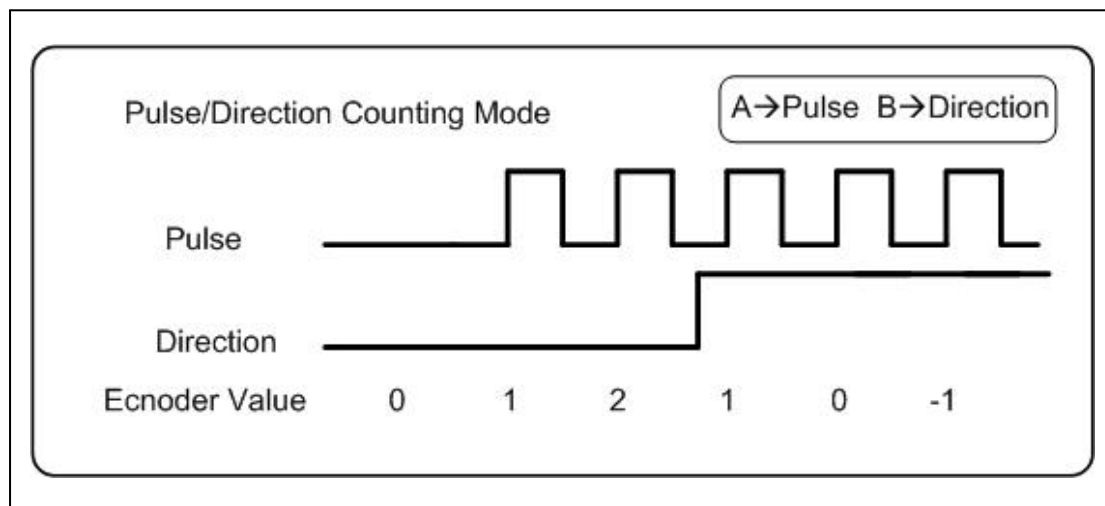 Pulse/Direction Counting Mode
A→Pulse B→Direction
Pulse
Direction
Ecnoder Value 0 1 2 1 0 -1